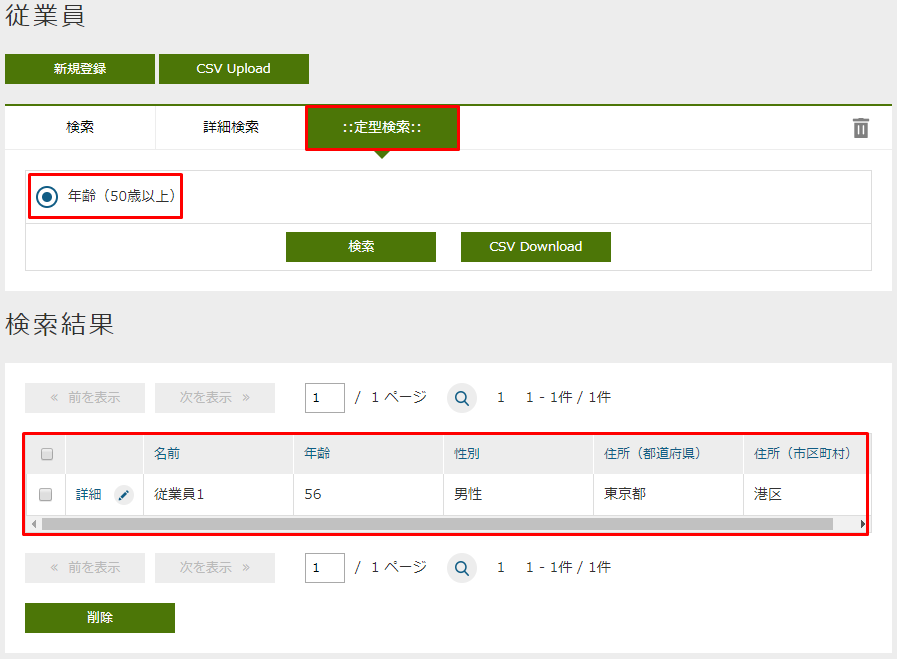 従業員
新規登録 CSV Upload
検索 詳細検索 ::定型検索::
年齢（50歳以上）
検索 CSV Download
検索結果
« 前を表示 次を表示 » 1 / 1 ページ 1 1 - 1件 / 1件
名前 年齢 性別 住所（都道府県） 住所（市区町村）
詳細 従業員1 56 男性 東京都 港区
« 前を表示 次を表示 » 1 / 1 ページ 1 1 - 1件 / 1件
削除